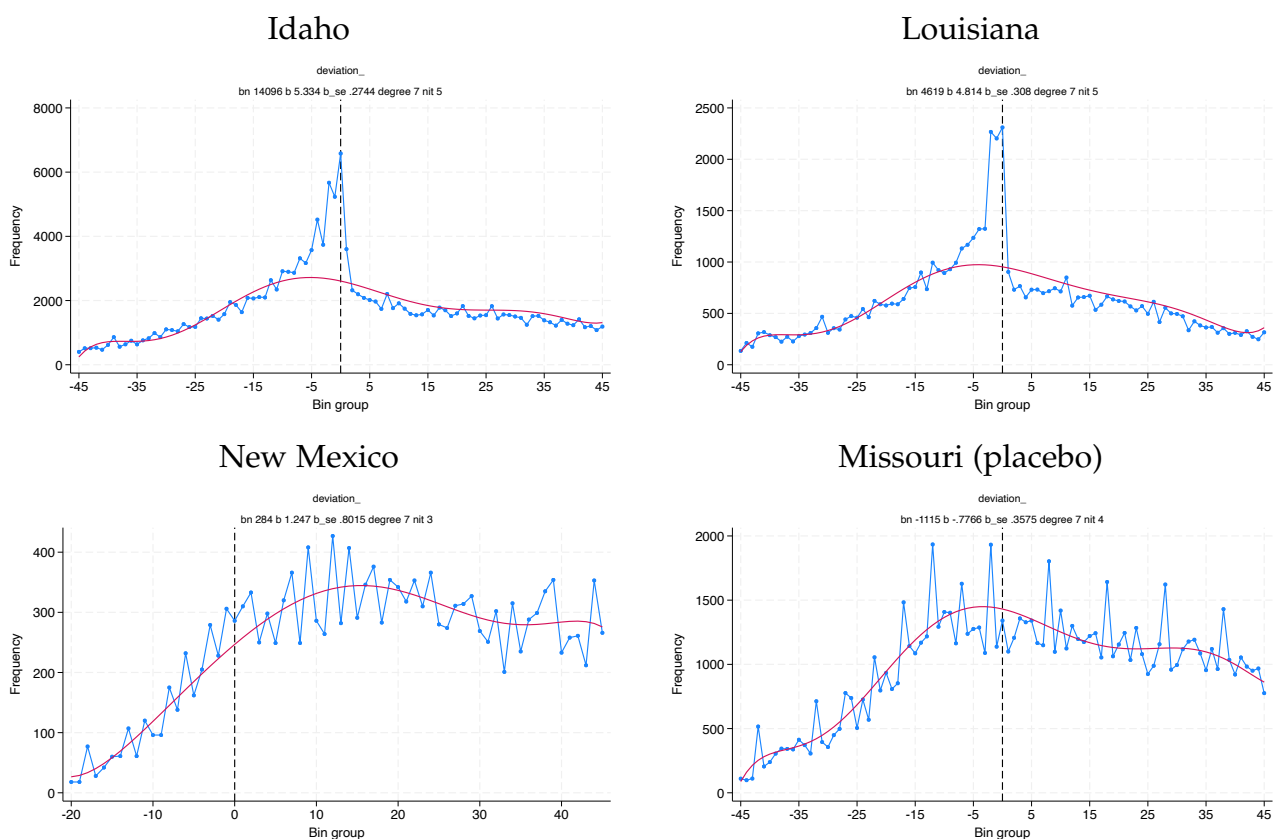 Idaho
deviation_
bn 14096 b 5.334 b_se .2744 degree 7 nit 5
8000
6000
4000
2000
0
Frequency
-45 -35 -25 -15 -5 5 15 25 35 45
Bin group
Louisiana
deviation_
bn 4619 b 4.814 b_se .308 degree 7 nit 5
2500
2000
1500
1000
500
0
Frequency
-45 -35 -25 -15 -5 5 15 25 35 45
Bin group
New Mexico
deviation_
bn 284 b 1.247 b_se .8015 degree 7 nit 3
400
300
200
100
0
Frequency
-20 -10 0 10 20 30 40
Bin group
Missouri (placebo)
deviation_
bn -1115 b -.7766 b_se .3575 degree 7 nit 4
2000
1500
1000
500
0
Frequency
-45 -35 -25 -15 -5 5 15 25 35 45
Bin group